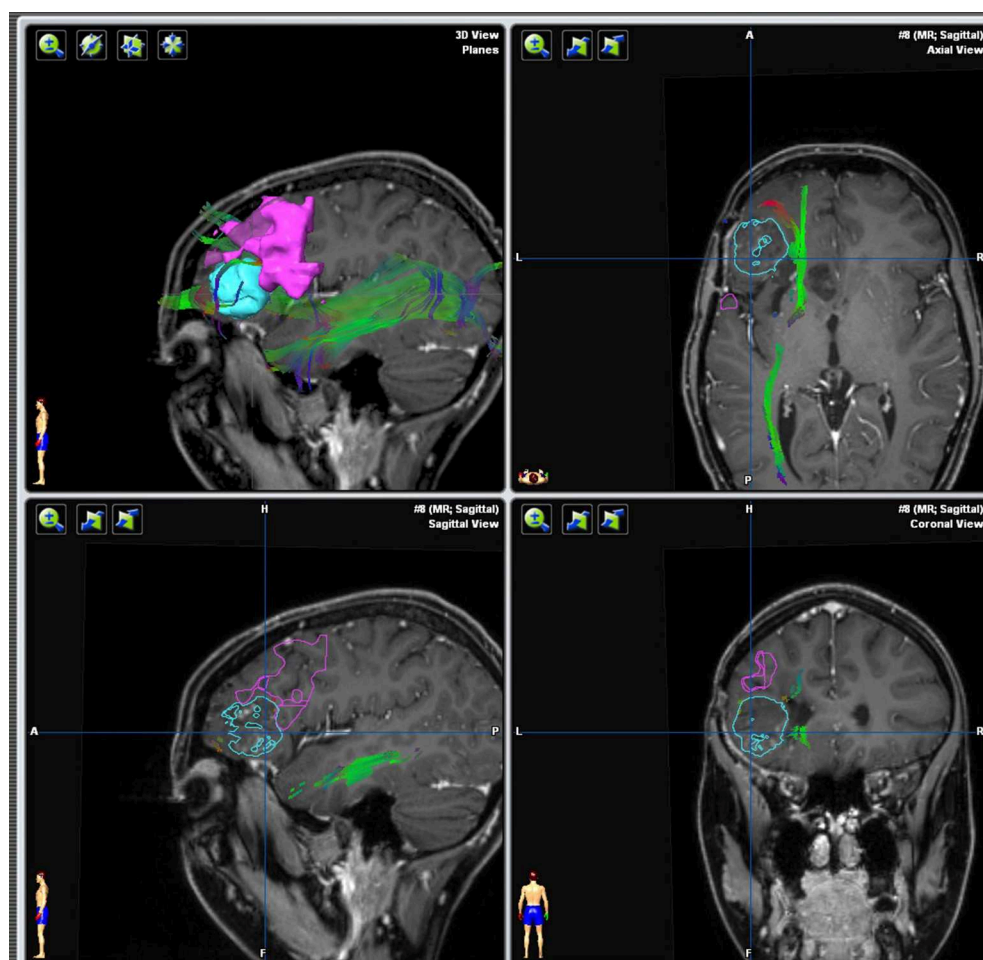 3D View
Planes
#8 (MR; Sagittal)
Axial View
A
L
R
P
#8 (MR; Sagittal)
Sagittal View
H
A
P
F
#8 (MR; Sagittal)
Coronal View
H
L
R
F